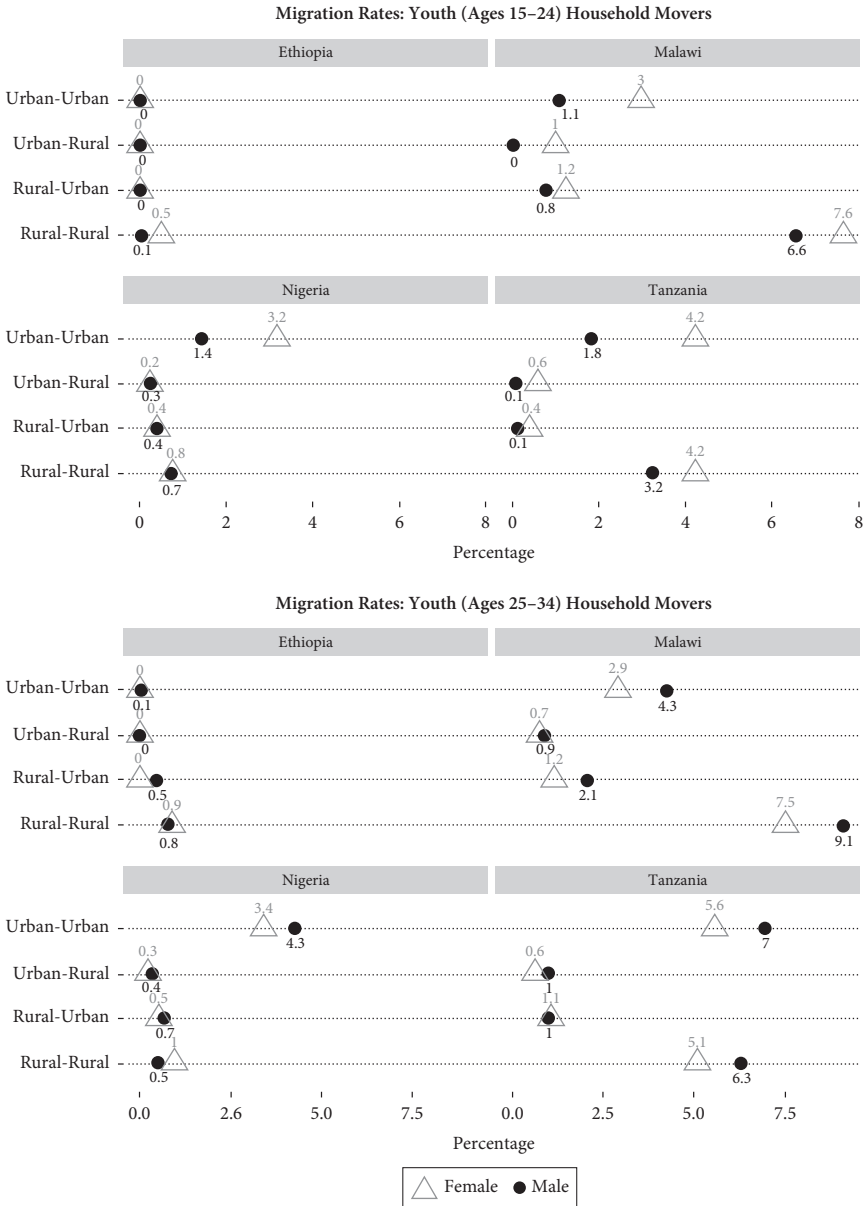 Migration Rates: Youth (Ages 15–24) Household Movers
Ethiopia Malawi
0 3
Urban-Urban
0 1.1
0 1
Urban-Rural
0 0
0 1.2
Rural-Urban
0 0.8
0.5 7.6
Rural-Rural
0.1 6.6
Nigeria Tanzania
3.2 4.2
Urban-Urban
1.4 1.8
0.2 0.6
Urban-Rural
0.3 0.1
0.4 0.4
Rural-Urban
0.4 0.1
0.8 4.2
Rural-Rural
0.7 3.2
0 2 4 6 8 0 2 4 6 8
Percentage
Migration Rates: Youth (Ages 25–34) Household Movers
Ethiopia Malawi
0 2.9
Urban-Urban
0.1 4.3
0 0.7
Urban-Rural
0 0.9
0 1.2
Rural-Urban
0.5 2.1
0.9 7.5
Rural-Rural
0.8 9.1
Nigeria Tanzania
3.4 5.6
Urban-Urban
4.3 7
0.3 0.6
Urban-Rural
0.4 1
0.5 1.1
Rural-Urban
0.7 1
1 5.1
Rural-Rural
0.5 6.3
0.0 2.6 5.0 7.5 0.0 2.5 5.0 7.5
Percentage
Female Male